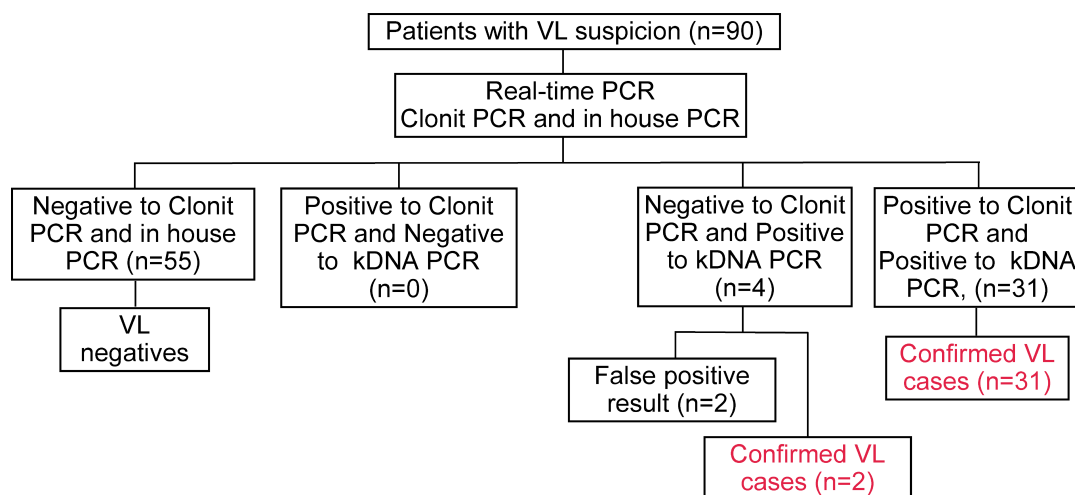 Patients with VL suspicion (n=90)
Real-time PCR
Clonit PCR and in house PCR
Negative to Clonit
PCR and in house
PCR (n=55)
Positive to Clonit
PCR and Negative
to kDNA PCR
(n=0)
Negative to Clonit
PCR and Positive
to kDNA PCR
(n=4)
Positive to Clonit
PCR and
Positive to kDNA
PCR, (n=31)
VL
negatives
False positive
result (n=2)
Confirmed VL
cases (n=2)
Confirmed VL
cases (n=31)